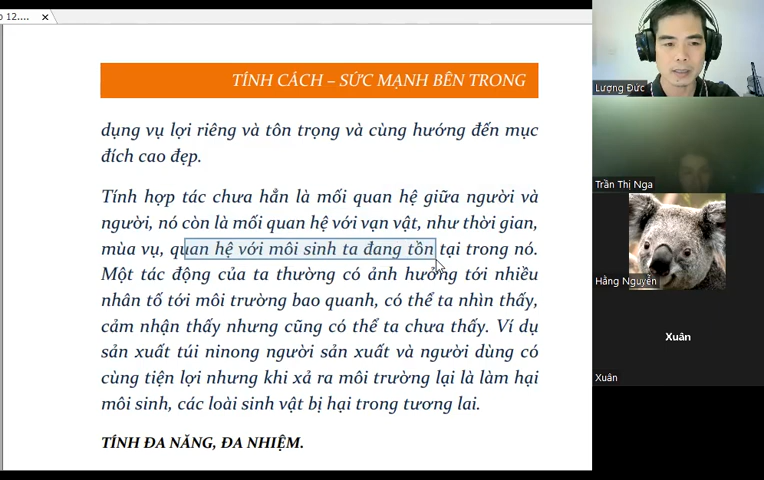 12....
TÍNH CÁCH – SỨC MẠNH BÊN TRONG
dụng vụ lợi riêng và tôn trọng và cùng hướng đến mục
đích cao đẹp.
Tính hợp tác chưa hẳn là mối quan hệ giữa người và
người, nó còn là mối quan hệ với vạn vật, như thời gian,
mùa vụ, quan hệ với môi sinh ta đang tồn tại trong nó.
Một tác động của ta thường có ảnh hưởng tới nhiều
nhân tố tới môi trường bao quanh, có thể ta nhìn thấy,
cảm nhận thấy nhưng cũng có thể ta chưa thấy. Ví dụ
sản xuất túi ninong người sản xuất và người dùng có
cùng tiện lợi nhưng khi xả ra môi trường lại là làm hại
môi sinh, các loài sinh vật bị hại trong tương lai.
TÍNH ĐA NĂNG, ĐA NHIỆM.
Lượng Đức
Trần Thị Nga
Hằng Nguyễn
Xuân
Xuân